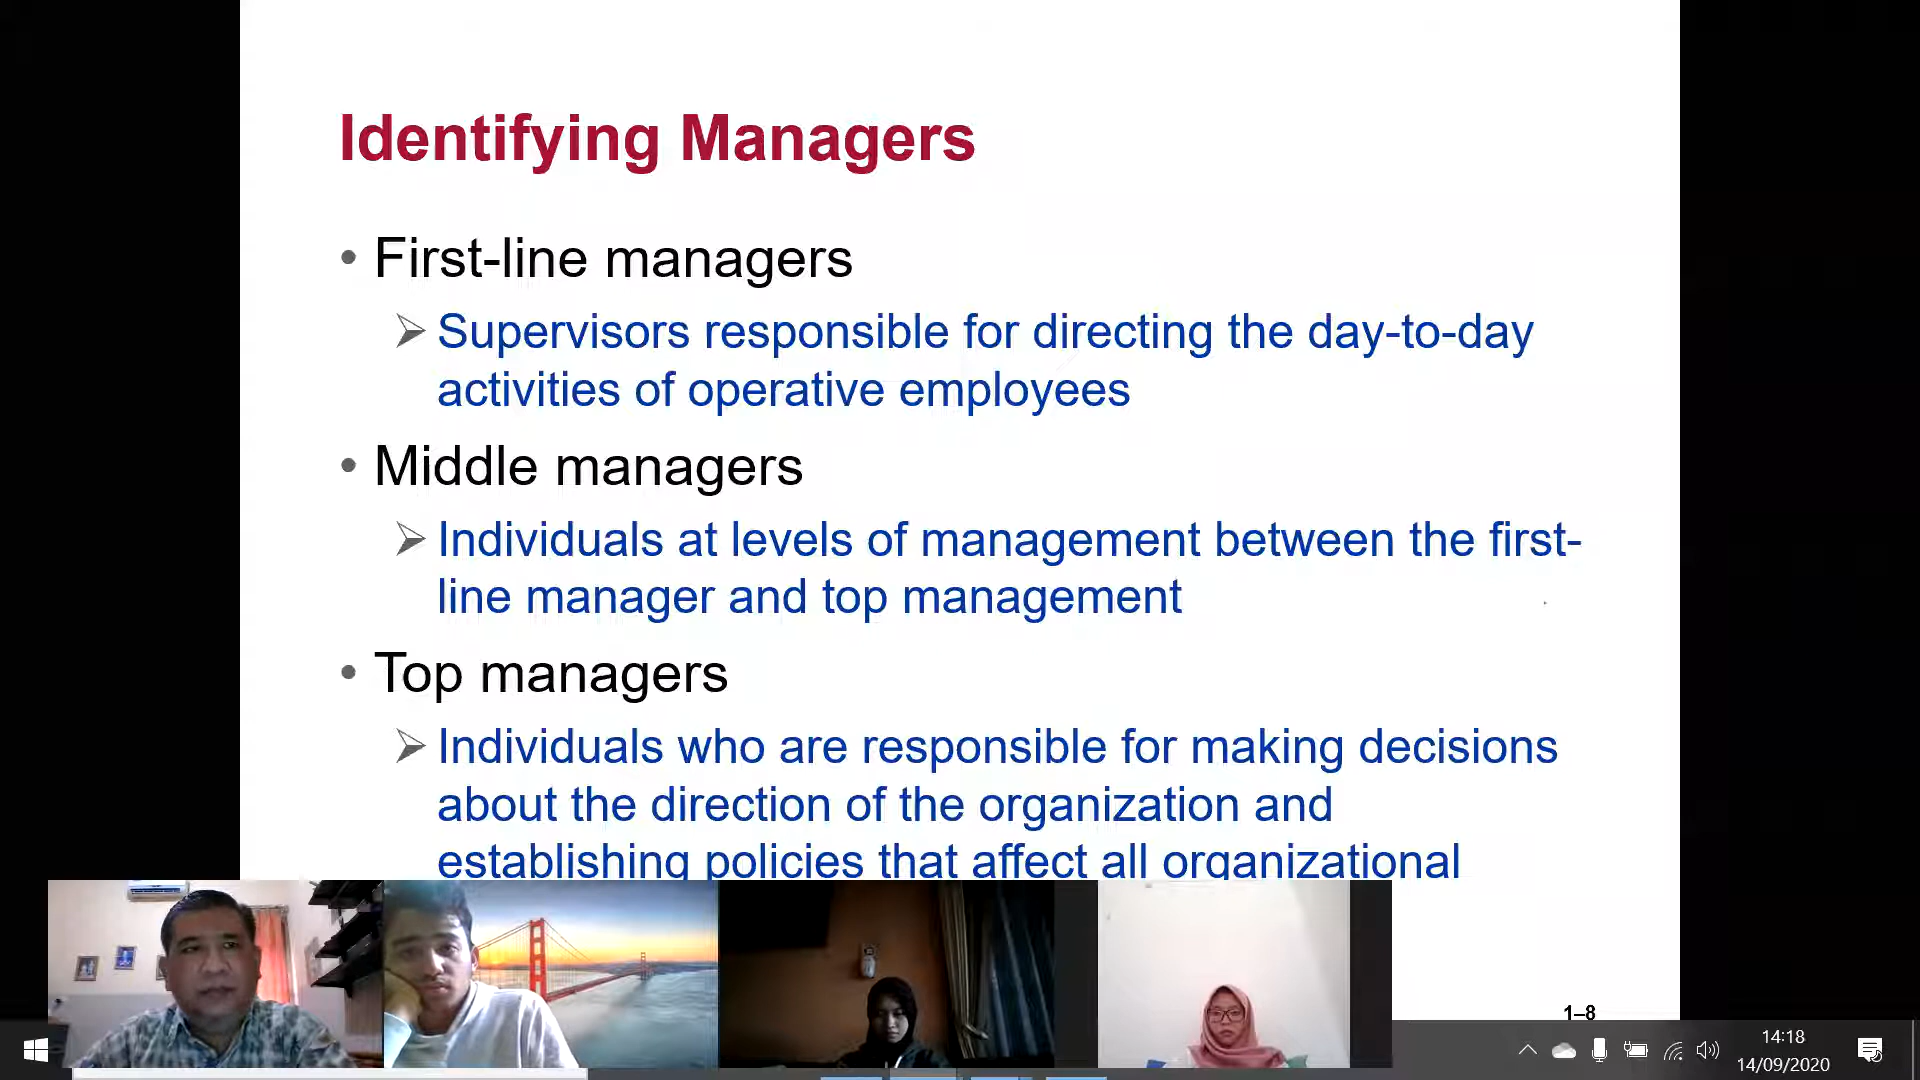 Identifying Managers
• First-line managers
➢ Supervisors responsible for directing the day-to-day
activities of operative employees
• Middle managers
➢ Individuals at levels of management between the first-
line manager and top management
• Top managers
➢ Individuals who are responsible for making decisions
about the direction of the organization and
establishing policies that affect all organizational
1–8
14:18
14/09/2020